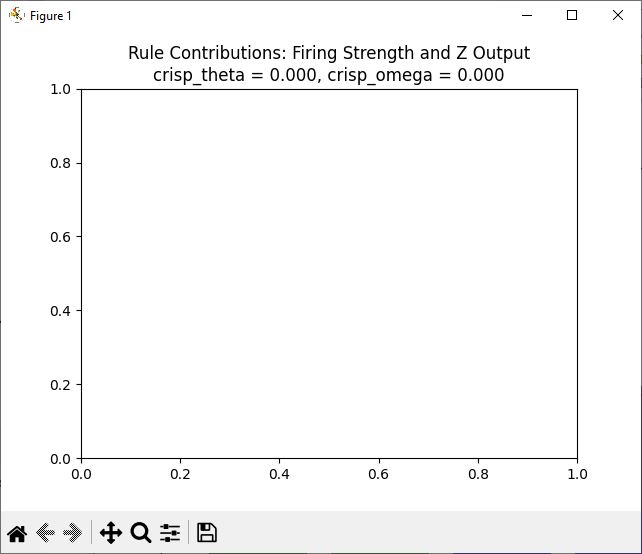 Figure 1
Rule Contributions: Firing Strength and Z Output
crisp_theta = 0.000, crisp_omega = 0.000
1.0
0.8
0.6
0.4
0.2
0.0
0.0 0.2 0.4 0.6 0.8 1.0